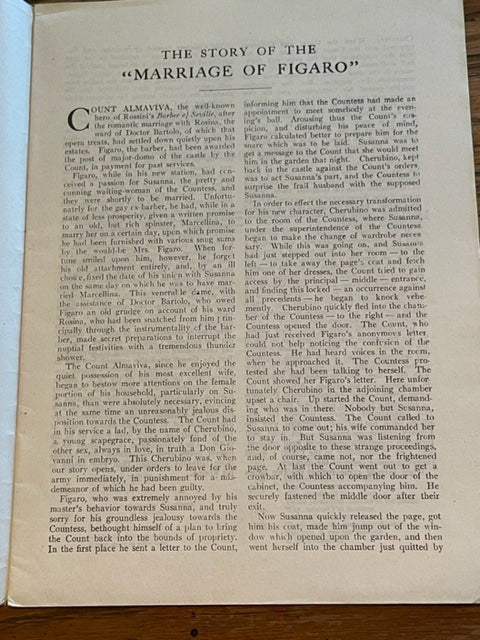 THE STORY OF THE
"MARRIAGE OF FIGARO"
COUNT ALMAVIVA, the well-known
hero of Rossini's Barber of Seville, after
the romantic marriage with Rosina, the
ward of Doctor Bartolo, of which that
opera treats, had settled down quietly upon his
estates. Figaro, the barber, had been awarded
the post of major-domo of the castle by the
Count, in payment for past services.
Figaro, while in his new station, had con-
ceived a passion for Susanna, the pretty and
cunning waiting-woman of the Countess, and
they were shortly to be married. Unfortu-
nately for the gay ex-barber, he had, while in a
state of less prosperity, given a written promise
to an old, but rich spinster, Marcellina, to
marry her on a certain day, upon which promise
he had been furnished with various snug sums
by the would-be Mrs. Figaro. When for-
tune smiled upon him, however, he forgot
his old attachment entirely, and, by an ill
choice, fixed the date of his union with Susanna
on the same day on which he was to have mar-
ried Marcellina. This venerable dame, with
the assistance of Doctor Bartolo, who owed
Figaro an old grudge on account of his ward
Rosina, who had been snatched from him prin-
cipally through the instrumentality of the bar-
ber, made secret preparations to interrupt the
nuptial festivities with a tremendous thunder
shower.
The Count Almaviva, since he enjoyed the
quiet possession of his most excellent wife,
began to bestow more attentions on the female
portion of his household, particularly on Su-
sanna, than were absolutely necessary, evincing
at the same time an unreasonably jealous dis-
position towards the Countess. The Count had
in his service a lad, by the name of Cherubino,
a young scapegrace, passionately fond of the
other sex, always in love, in truth a Don Gio-
vanni in embryo. This Cherubino was, when
our story opens, under orders to leave for the
army immediately, in punishment for a mis-
demeanor of which he had been guilty.
Figaro, who was extremely annoyed by his
master's behavior towards Susanna, and truly
sorry for his groundless jealousy towards the
Countess, bethought himself of a plan to bring
the Count back into the bounds of propriety.
In the first place he sent a letter to the Count,
informing him that the Countess had made an
appointment to meet somebody at the even-
ing's ball. Arousing thus the Count's sus-
picion, and disturbing his peace of mind,
Figaro calculated better to prepare him for the
snare which was to be laid. Susanna was to
get a message to the Count that she would meet
him in the garden that night. Cherubino, kept
back in the castle against the Count's orders,
was to act Susanna's part, and the Countess to
surprise the frail husband with the supposed
Susanna.
In order to effect the necessary transformation
for his new character, Cherubino was admitted
to the room of the Countess, where Susanna,
under the superintendence of the Countess,
began to make the change of wardrobe neces
sary. While this was going on, and Susanna
had just stepped out into her room — to the
left — to take away the page's coat and fetch
him one of her dresses, the Count tried to gain
access by the principal — middle — entrance,
and finding this locked — an occurrence against
all precedents — he began to knock vehe-
mently. Cherubino quickly fled into the cham-
ber of the Countess — to the right — and the
Countess opened the door. The Count, who
had just received Figaro's anonymous letter,
could not help noticing the confusion of the
Countess. He had heard voices in the room,
when he approached it. The Countess pro-
tested she had been talking to herself. The
Count showed her Figaro's letter. Here unfor-
tunately Cherubino in the adjoining chamber
upset a chair. Up started the Count, demand-
ing who was in there. Nobody but Susanna,
insisted the Countess. The Count called to
Susanna to come out; his wife commanded her
to stay in. But Susanna was listening from
the door opposite to these strange proceedings,
and, of course, came not, nor the frightened
page. At last the Count went out to get a
crowbar, with which to open the door of the
cabinet, the Countess accompanying him. He
securely fastened the middle door after their
exit.
Now Susanna quickly released the page, got
him his coat, made him jump out of the win-
dow which opened upon the garden, and then
went herself into the chamber just quitted by